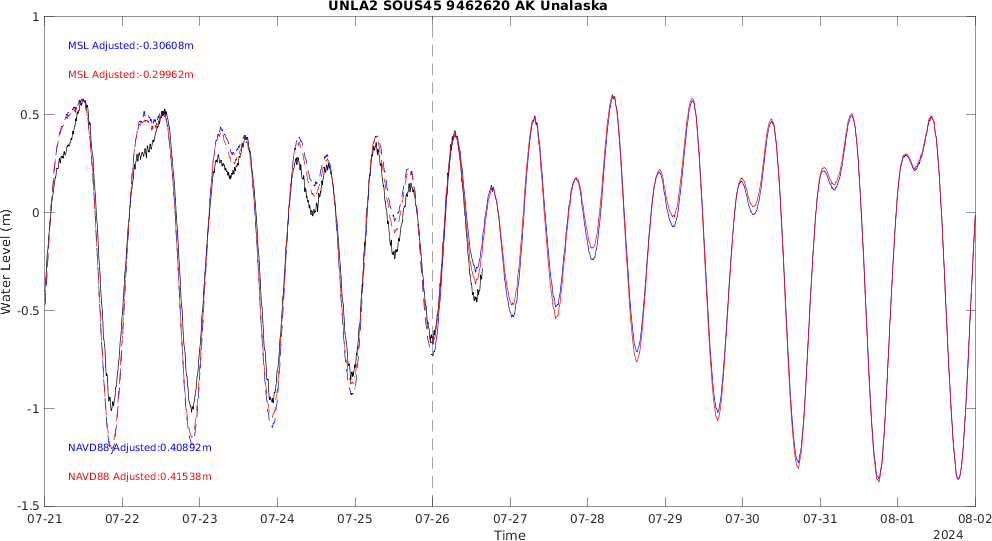 UNLA2 SOUS45 9462620 AK Unalaska
MSL Adjusted:-0.30608m
MSL Adjusted:-0.29962m
NAVD88 Adjusted:0.40892m
NAVD88 Adjusted:0.41538m
Water Level (m)
1
0.5
0
-0.5
-1
-1.5
07-21 07-22 07-23 07-24 07-25 07-26 07-27 07-28 07-29 07-30 07-31 08-01 08-02
Time
2024